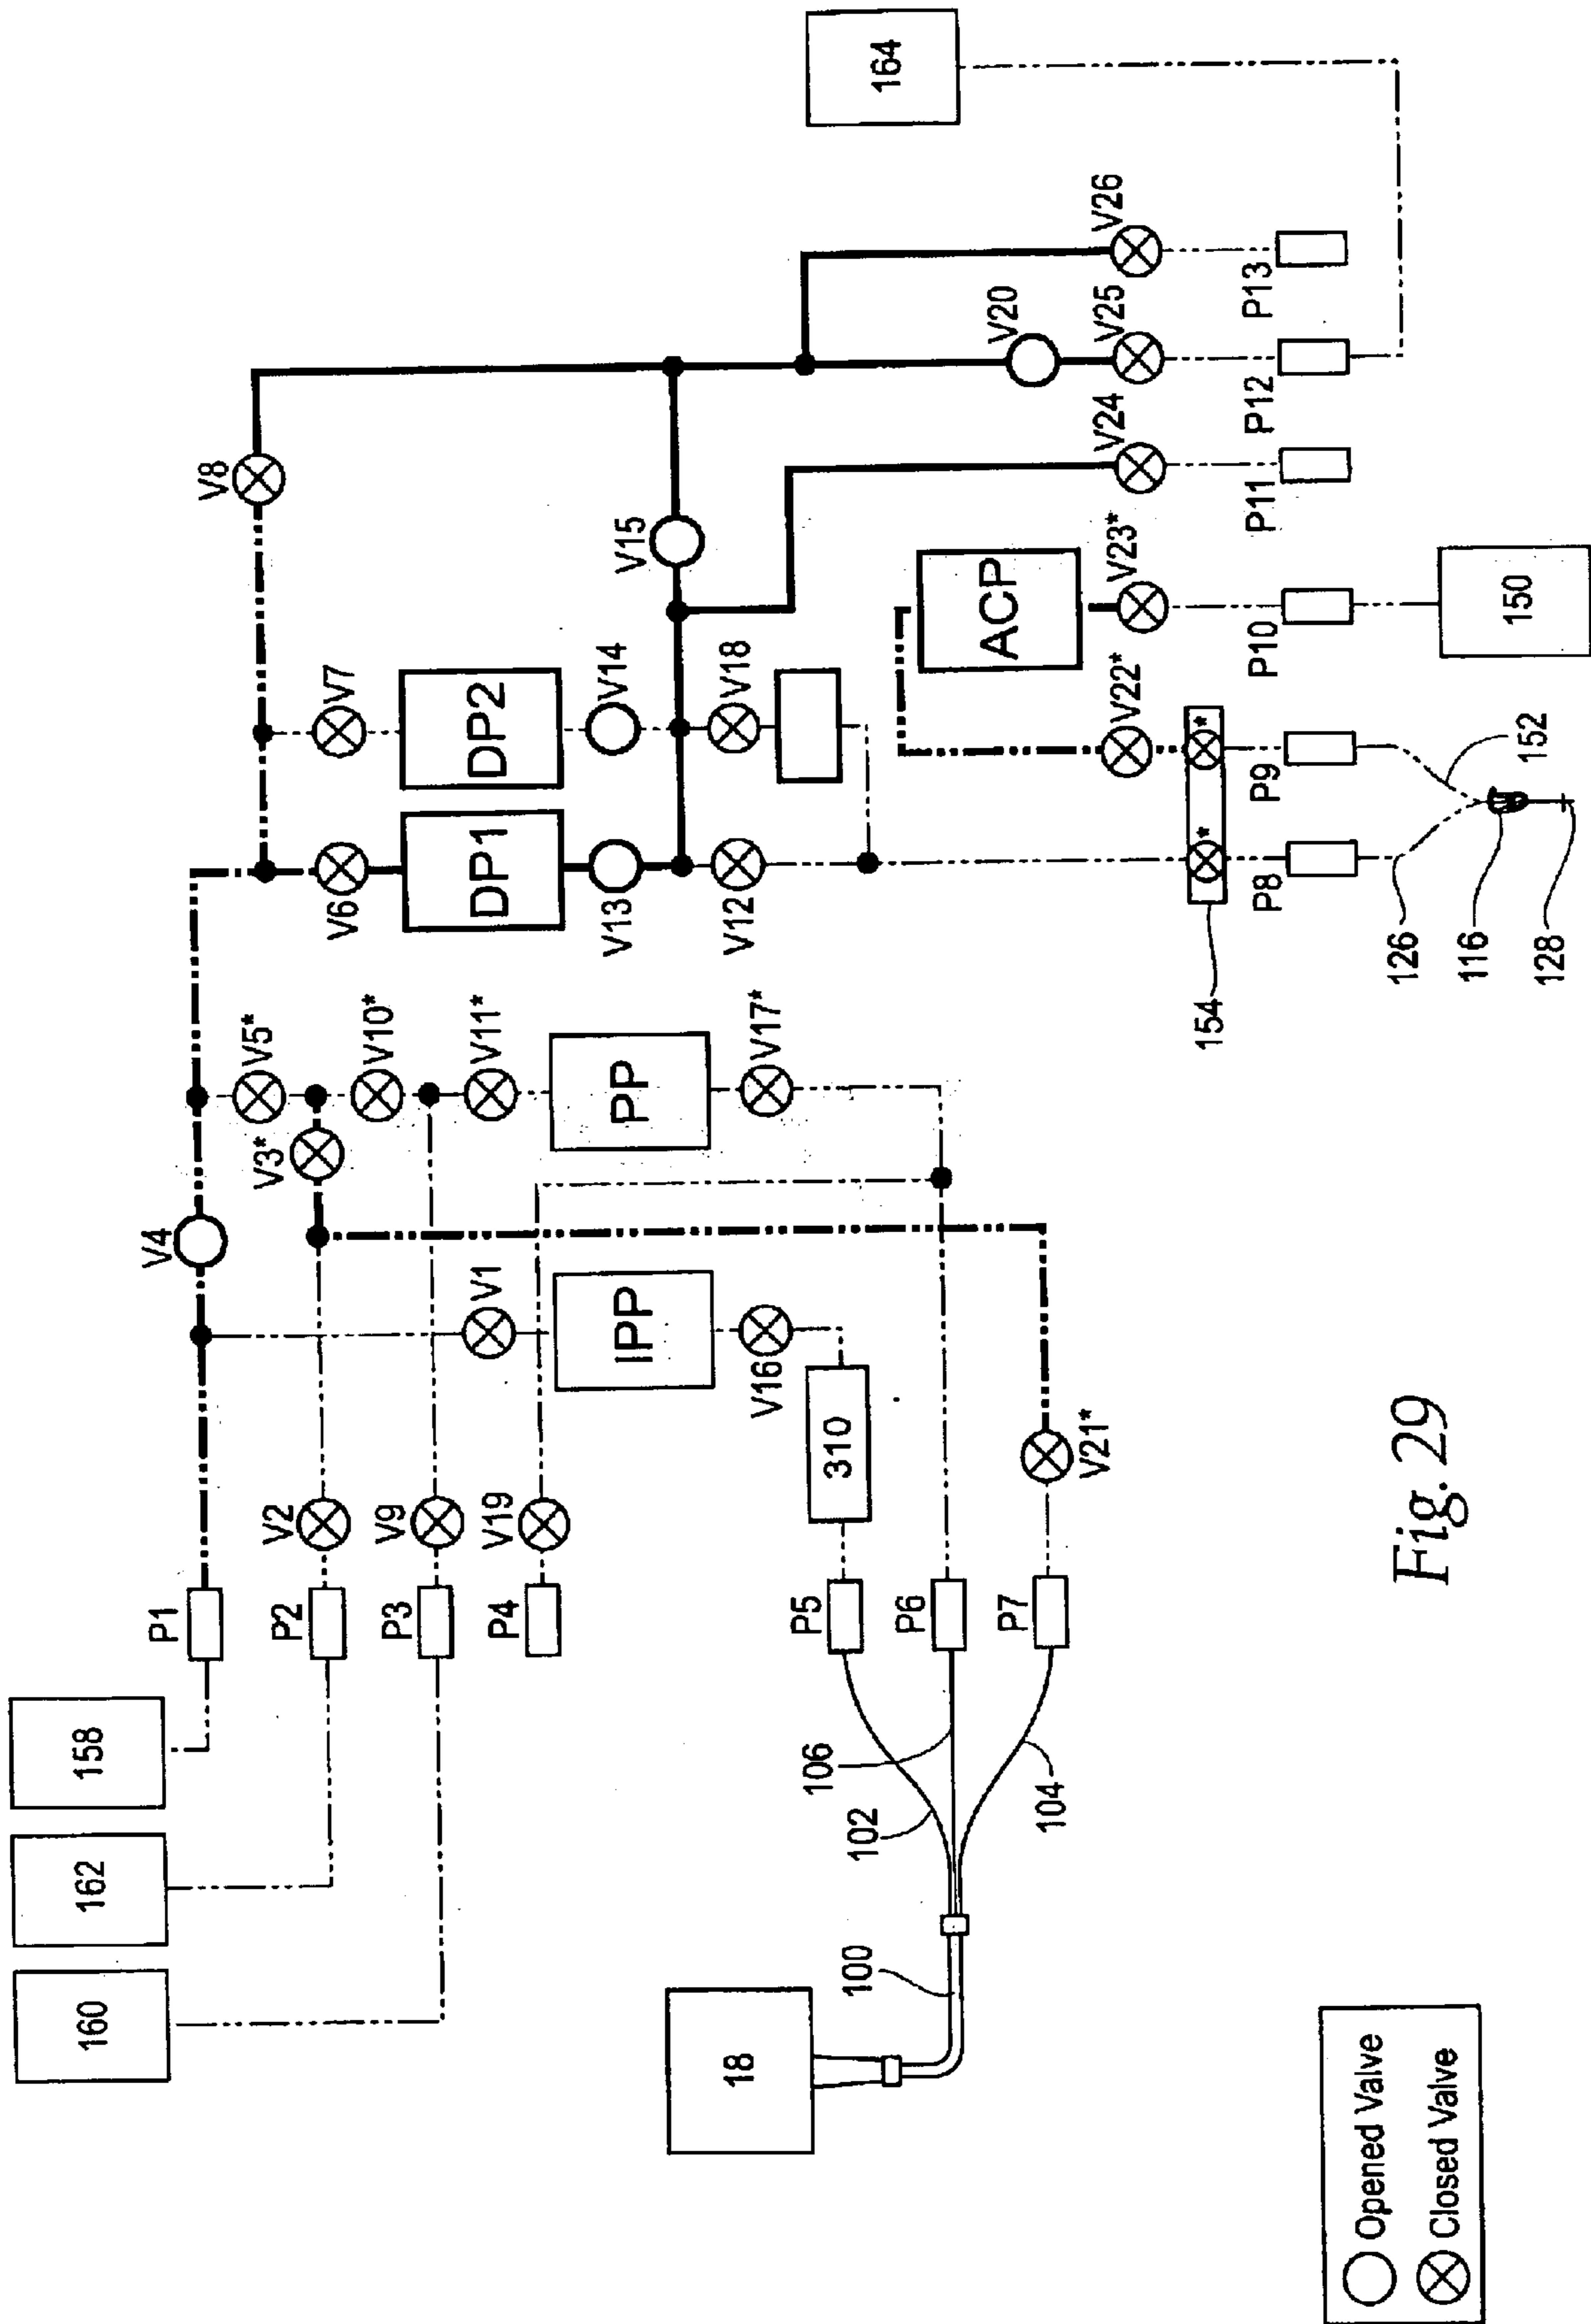 160
162
158
P1
P2
P3
P4
V2
V9
V19
V4
V3*
V5*
V10*
V11*
V1
IPP
V16
310
PP
V17*
V21*
P5
P6
P7
102
106
104
100
18
V8
V6
V7
DP1
DP2
V13
V14
V15
V12
V18
ACP
V22*
V23*
V24
V20
V25
V26
164
154
*
*
P8
P9
P10
P11
P12
P13
126
152
116
128
150
Opened Valve
Closed Valve
Fig. 29